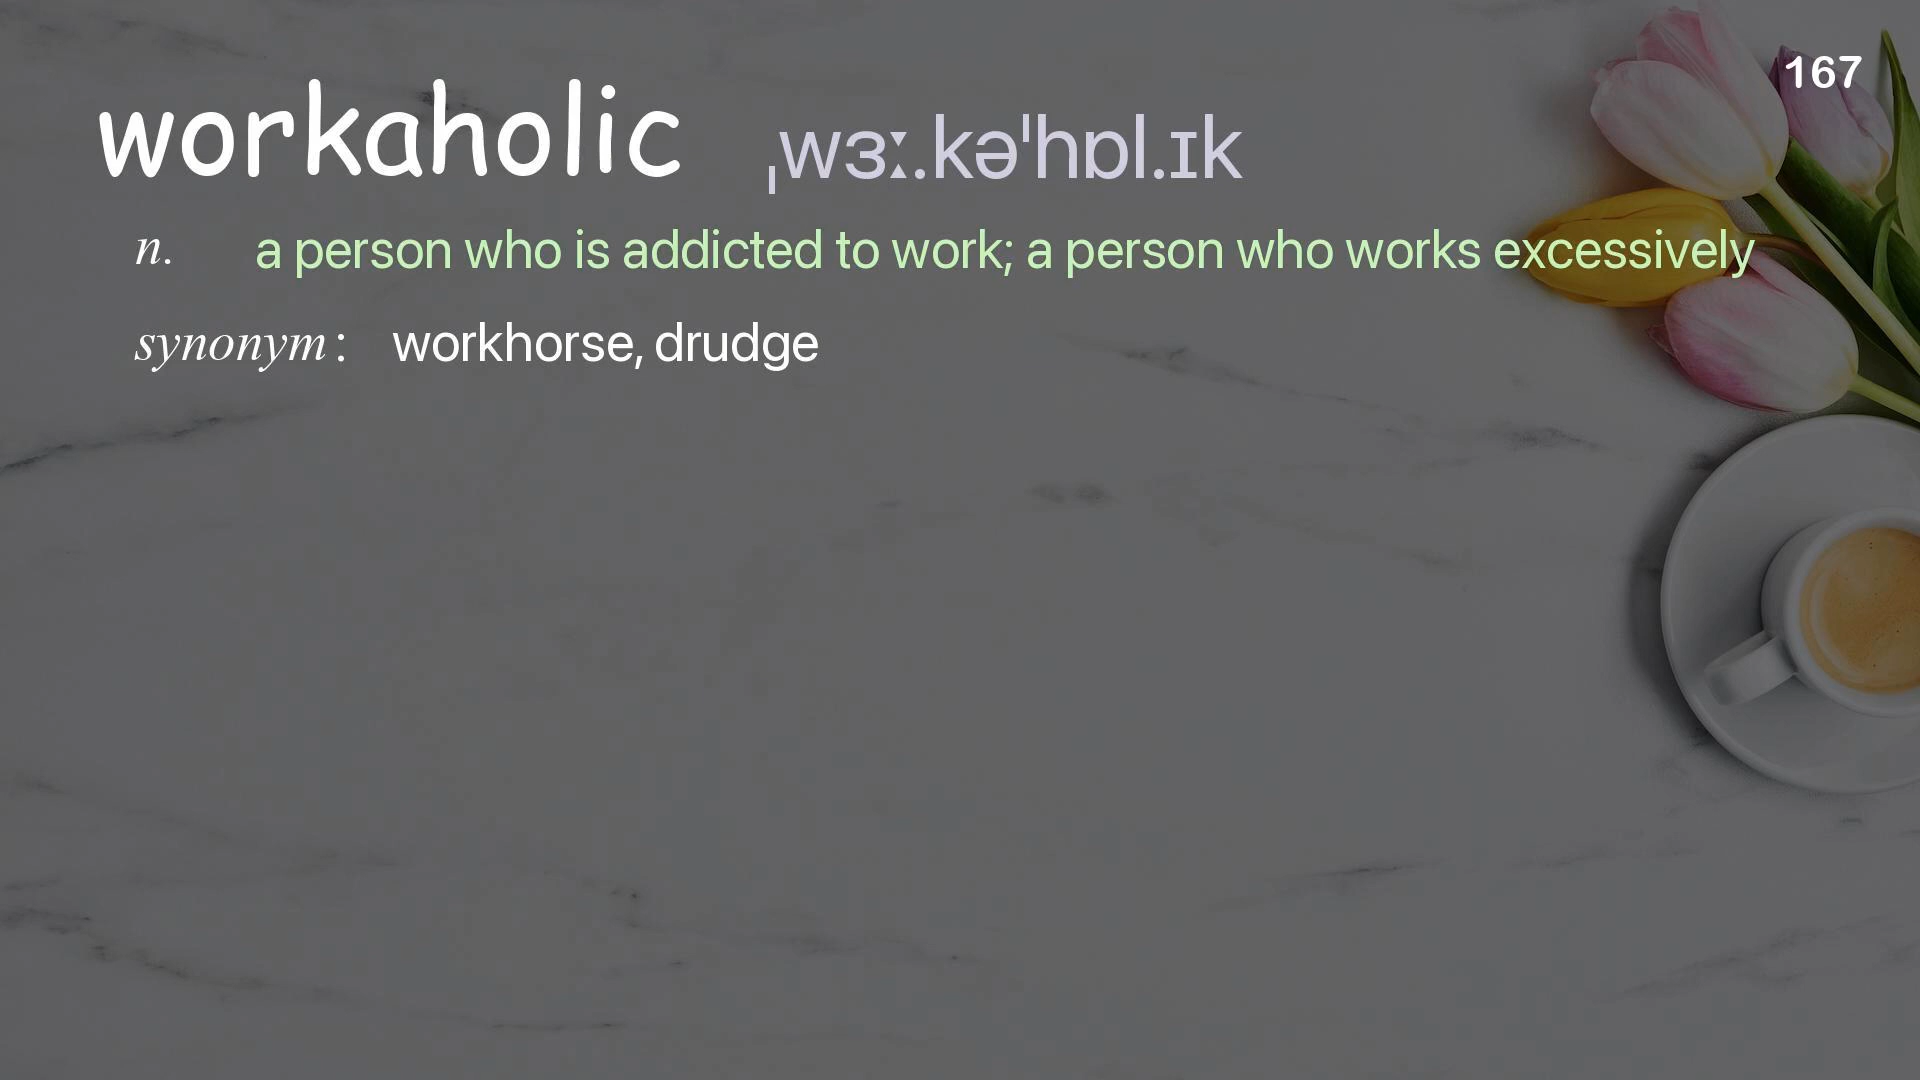 167
workaholic ˌwɜː.kəˈhɒl.ɪk
n. a person who is addicted to work; a person who works excessively
synonym: workhorse, drudge